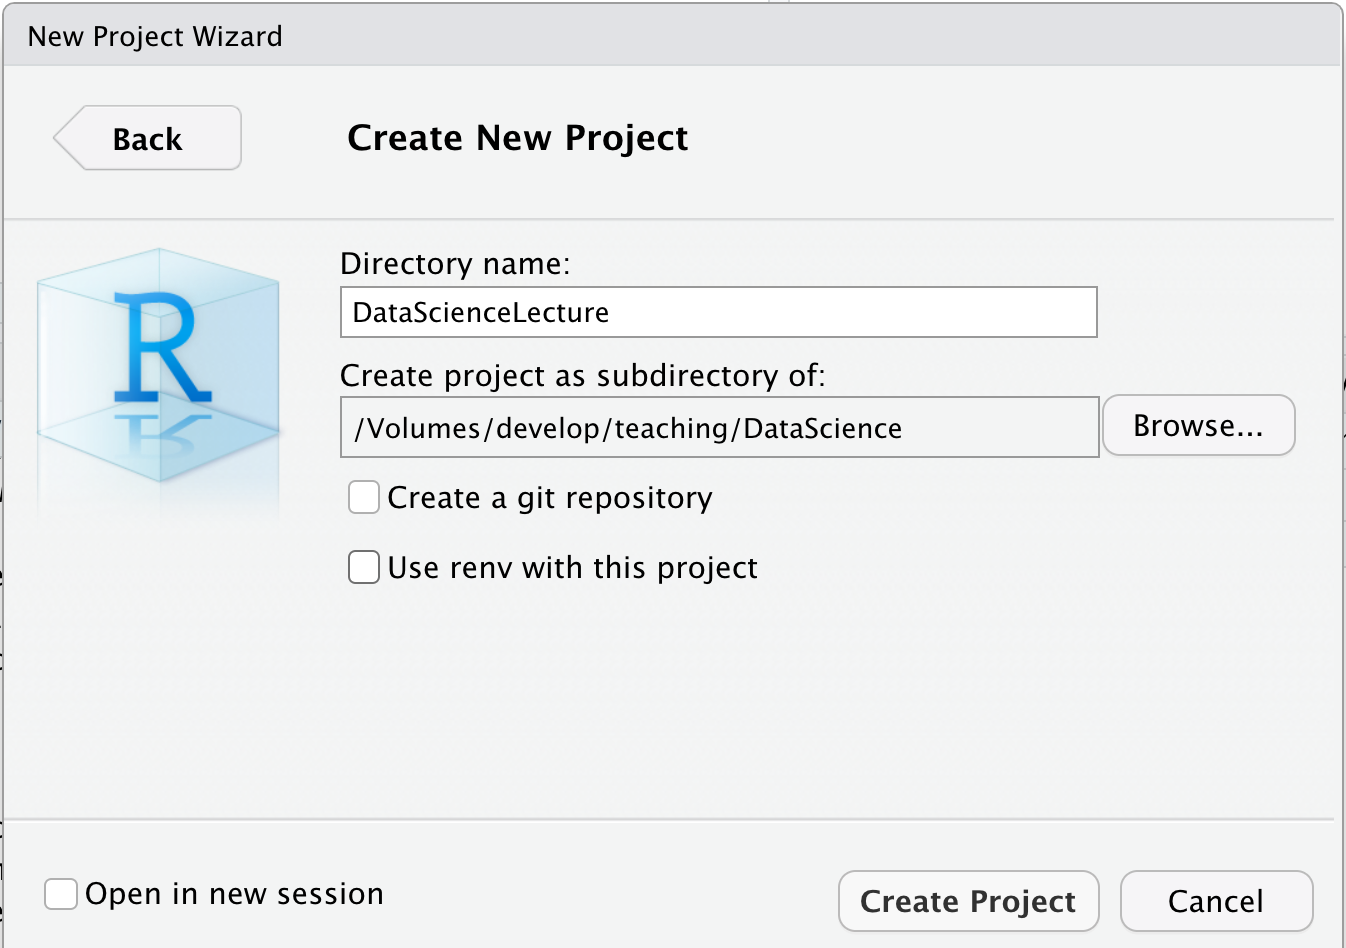 New Project Wizard
Back
Create New Project
R
Directory name:
DataScienceLecture
Create project as subdirectory of:
/Volumes/develop/teaching/DataScience
Browse...
Create a git repository
Use renv with this project
Open in new session
Create Project
Cancel